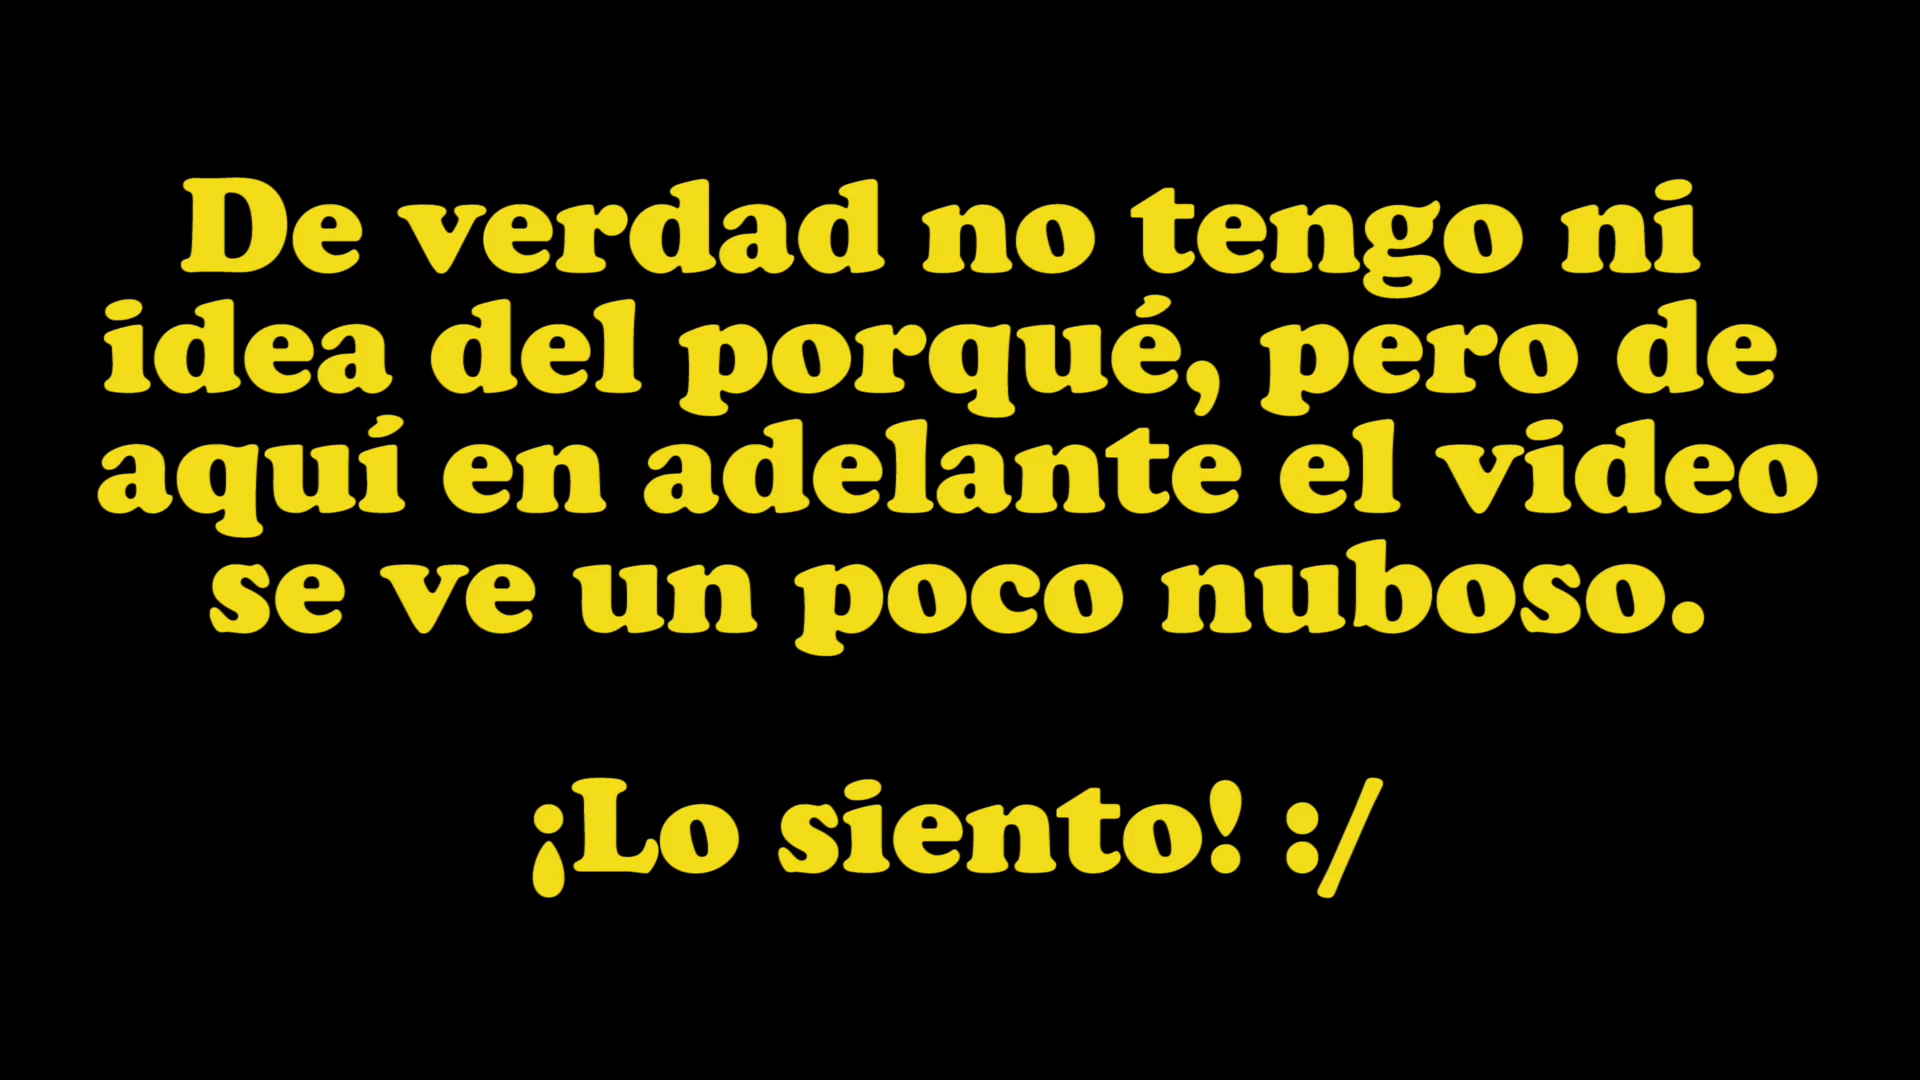 De verdad no tengo ni
idea del porqué, pero de
aquí en adelante el video
se ve un poco nuboso.
¡Lo siento! :/